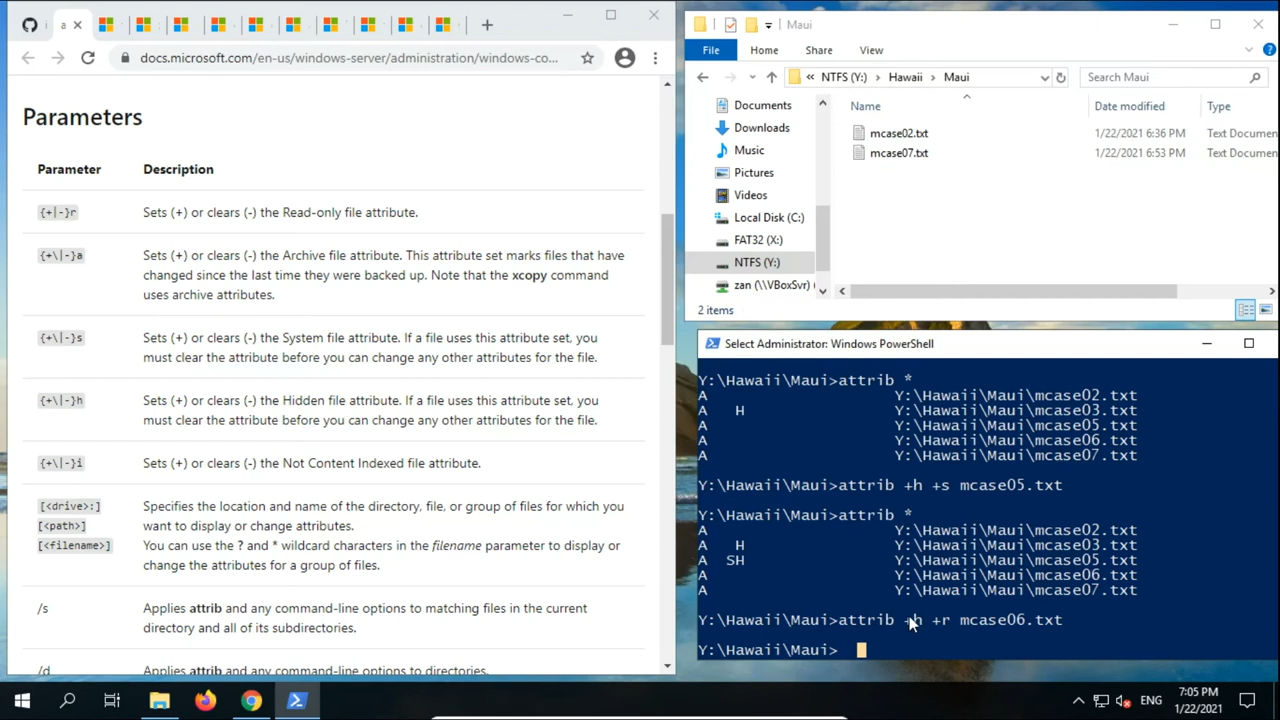 a
docs.microsoft.com/en-us/windows-server/administration/windows-co...
Parameters
Parameter Description
{+|-}r Sets (+) or clears (-) the Read-only file attribute.
{+\|-}a Sets (+) or clears (-) the Archive file attribute. This attribute set marks files that have
changed since the last time they were backed up. Note that the xcopy command
uses archive attributes.
{+\|-}s Sets (+) or clears (-) the System file attribute. If a file uses this attribute set, you
must clear the attribute before you can change any other attributes for the file.
{+\|-}h Sets (+) or clears (-) the Hidden file attribute. If a file uses this attribute set, you
must clear the attribute before you can change any other attributes for the file.
{+\|-}i Sets (+) or clears (-) the Not Content Indexed file attribute.
[<drive>:] Specifies the location and name of the directory, file, or group of files for which you
[<path>] want to display or change attributes.
[<filename>] You can use the ? and * wildcard characters in the filename parameter to display or
change the attributes for a group of files.
/s Applies attrib and any command-line options to matching files in the current
directory and all of its subdirectories.
/d Applies attrib and any command-line options to directories.
Maui
File Home Share View
« NTFS (Y:) > Hawaii > Maui Search Maui
Documents
Downloads
Music
Pictures
Videos
Local Disk (C:)
FAT32 (X:)
NTFS (Y:)
zan (\\VBoxSvr) (
Name Date modified Type
mcase02.txt 1/22/2021 6:36 PM Text Documen
mcase07.txt 1/22/2021 6:53 PM Text Documen
2 items
Select Administrator: Windows PowerShell
Y:\Hawaii\Maui>attrib *
A Y:\Hawaii\Maui\mcase02.txt
A H Y:\Hawaii\Maui\mcase03.txt
A Y:\Hawaii\Maui\mcase05.txt
A Y:\Hawaii\Maui\mcase06.txt
A Y:\Hawaii\Maui\mcase07.txt
Y:\Hawaii\Maui>attrib +h +s mcase05.txt
Y:\Hawaii\Maui>attrib *
A Y:\Hawaii\Maui\mcase02.txt
A H Y:\Hawaii\Maui\mcase03.txt
A SH Y:\Hawaii\Maui\mcase05.txt
A Y:\Hawaii\Maui\mcase06.txt
A Y:\Hawaii\Maui\mcase07.txt
Y:\Hawaii\Maui>attrib +h +r mcase06.txt
Y:\Hawaii\Maui>
ENG
7:05 PM
1/22/2021